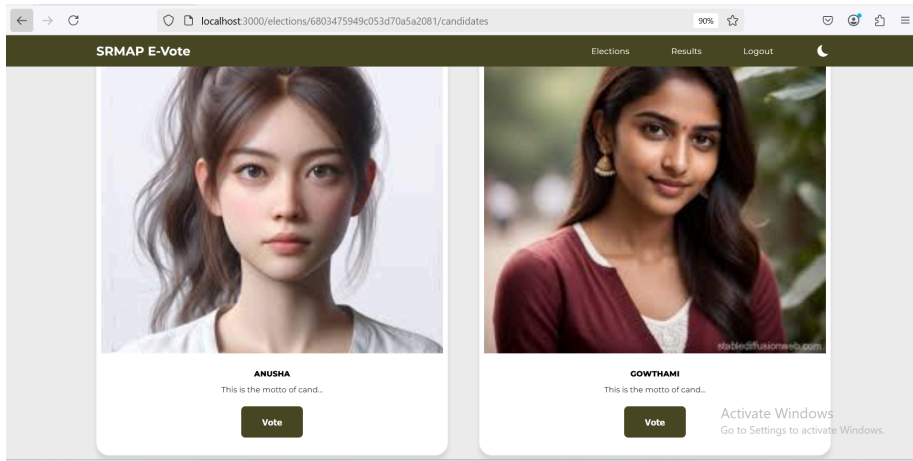 localhost:3000/elections/6803475949c053d70a5a2081/candidates 90%
SRMAP E-Vote Elections Results Logout
stablediffusionweb.com
ANUSHA GOWTHAMI
This is the motto of cand... This is the motto of cand...
Vote Vote
Activate Windows
Go to Settings to activate Windows.